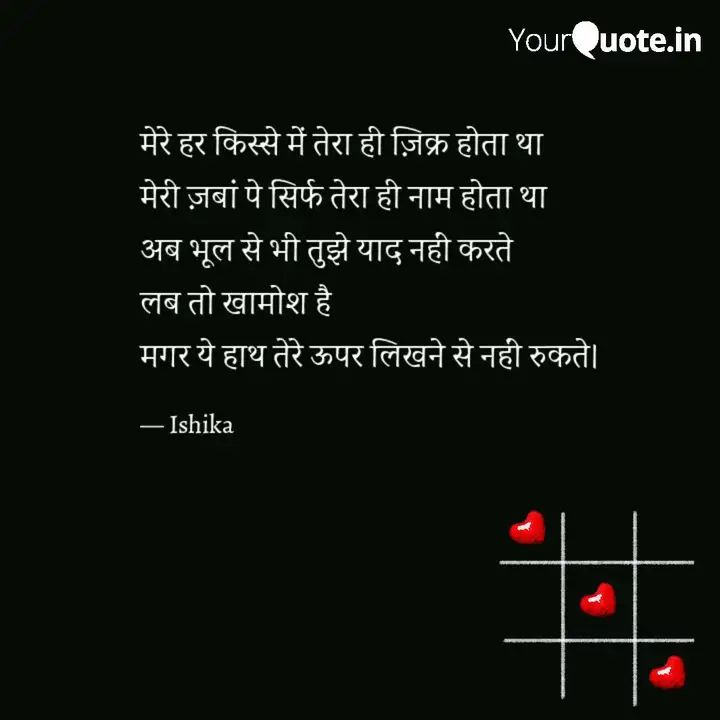 YourQuote.in
मेरे हर किस्से में तेरा ही ज़िक्र होता था
मेरी ज़बां पे सिर्फ तेरा ही नाम होता था
अब भूल से भी तुझे याद नहीं करते
लब तो खामोश है
मगर ये हाथ तेरे ऊपर लिखने से नहीं रुकते।
— Ishika